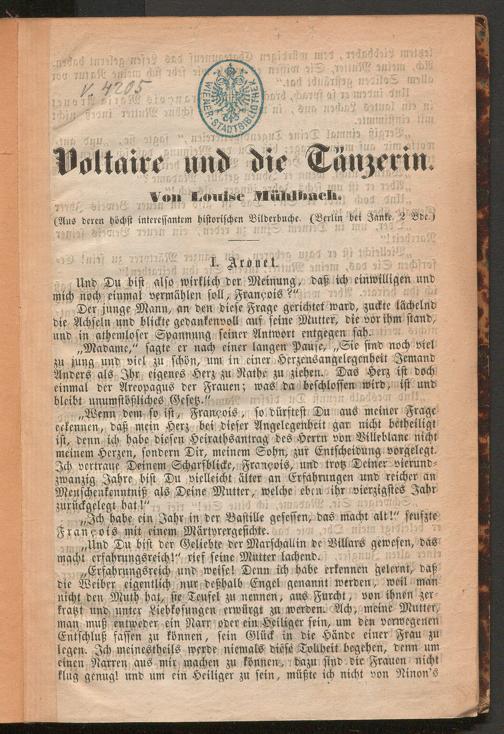 V. 4205
WIENER-STADTBIBLIOTHEK
Voltaire und die Tänzerin.
Von Louise Mühlbach.
(Aus deren höchst interessantem historischen Bilderbuche. (Berlin bei Janke. 2 Bde.)
I. Arouet.
Und Du bist also wirklich der Meinung, daß ich einwilligen und
mich noch einmal vermählen soll, François?"
Der junge Mann, an den diese Frage gerichtet ward, zuckte lächelnd
die Achseln und blickte gedankenvoll auf seine Mutter, die vor ihm stand,
und in athemloser Spannung seiner Antwort entgegen sah.
„Madame," sagte er nach einer langen Pause, „Sie sind noch viel
zu jung und viel zu schön, um in einer Herzensangelegenheit Jemand
Anders als Ihr eigenes Herz zu Rathe zu ziehen. Das Herz ist doch
einmal der Areopagus der Frauen; was da beschlossen wird, ist und
bleibt unumstößliches Gesetz."
„Wenn dem so ist, François, so dürftest Du aus meiner Frage
erkennen, daß mein Herz bei dieser Angelegenheit gar nicht betheiligt
ist, denn ich habe diesen Heirathsantrag des Herrn von Villeblanc nicht
meinem Herzen, sondern Dir, meinem Sohn, zur Entscheidung vorgelegt.
Ich vertraue Deinem Scharfblicke, François, und trotz Deiner vierund-
zwanzig Jahre bist Du vielleicht älter an Erfahrungen und reicher an
Menschenkenntniß als Deine Mutter, welche eben ihr vierzigstes Jahr
zurückgelegt hat!"
„Ich habe ein Jahr in der Bastille gesessen, das macht alt!" seufzte
François mit einem Märtyrergesichte.
„Und Du bist der Geliebte der Marschallin de Villars gewesen, das
macht erfahrungsreich!" rief seine Mutter lachend.
„Erfahrungsreich und weise! Denn ich habe erkennen gelernt, daß
die Weiber eigentlich nur deßhalb Engel genannt werden, weil man
nicht den Muth hat, sie Teufel zu nennen, aus Furcht, von ihnen zer-
kratzt und unter Liebkosungen erwürgt zu werden. Ach, meine Mutter,
man muß entweder ein Narr oder ein Heiliger sein, um den verwegenen
Entschluß fassen zu können, sein Glück in die Hände einer Frau zu
legen. Ich meinestheils werde niemals diese Tollheit begehen, denn um
einen Narren aus mir machen zu können, dazu sind die Frauen nicht
klug genug! und um ein Heiliger zu sein, müßte ich nicht von Ninon's